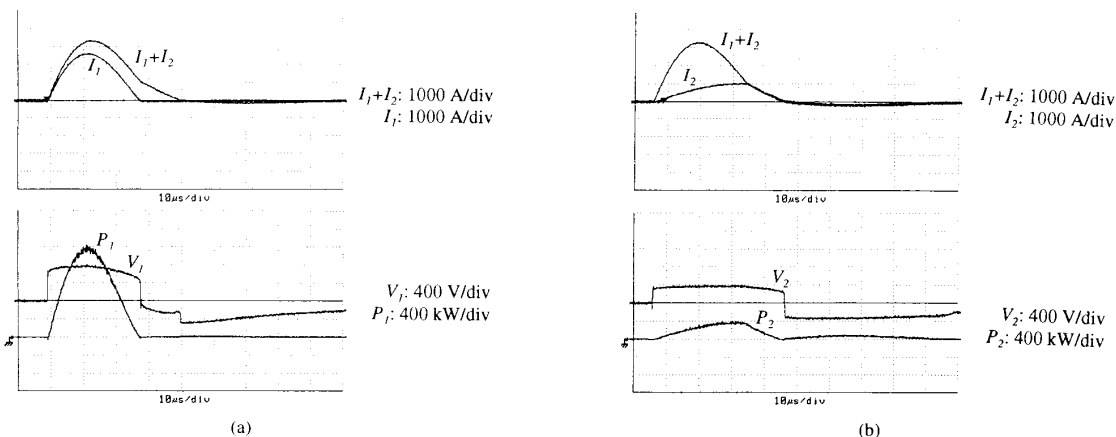 I₁+I₂
I₁
I₁+I₂: 1000 A/div
I₁: 1000 A/div
10μs/div
P₁
V₁
V₁: 400 V/div
P₁: 400 kW/div
10μs/div
(a)
I₁+I₂
I₂
I₁+I₂: 1000 A/div
I₂: 1000 A/div
10μs/div
V₂
P₂
V₂: 400 V/div
P₂: 400 kW/div
10μs/div
(b)